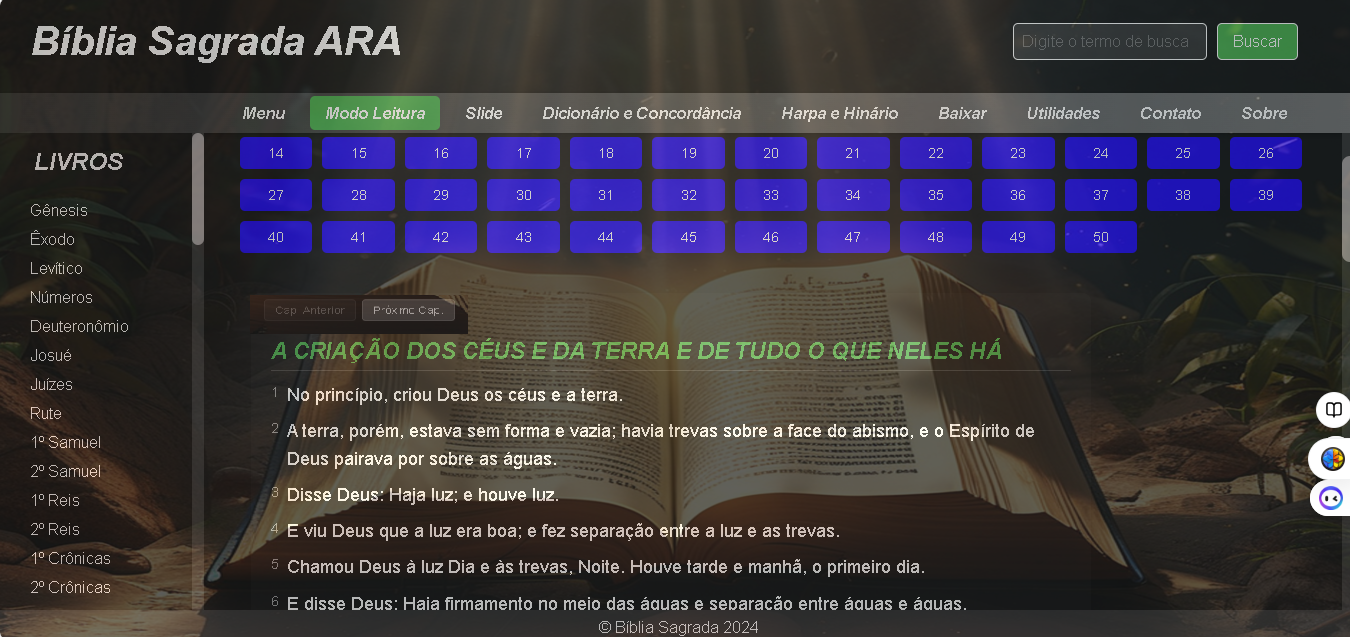 Bíblia Sagrada ARA
Digite o termo de busca
Buscar
Menu
Modo Leitura
Slide
Dicionário e Concordância
Harpa e Hinário
Baixar
Utilidades
Contato
Sobre
LIVROS
Gênesis
Êxodo
Levítico
Números
Deuteronômio
Josué
Juízes
Rute
1º Samuel
2º Samuel
1º Reis
2º Reis
1º Crônicas
2º Crônicas
14 15 16 17 18 19 20 21 22 23 24 25 26
27 28 29 30 31 32 33 34 35 36 37 38 39
40 41 42 43 44 45 46 47 48 49 50
Cap. Anterior
Próximo Cap.
A CRIAÇÃO DOS CÉUS E DA TERRA E DE TUDO O QUE NELES HÁ
1 No princípio, criou Deus os céus e a terra.
2 A terra, porém, estava sem forma e vazia; havia trevas sobre a face do abismo, e o Espírito de
Deus pairava por sobre as águas.
3 Disse Deus: Haja luz; e houve luz.
4 E viu Deus que a luz era boa; e fez separação entre a luz e as trevas.
5 Chamou Deus à luz Dia e às trevas, Noite. Houve tarde e manhã, o primeiro dia.
6 E disse Deus: Haja firmamento no meio das águas e separação entre águas e águas.
© Bíblia Sagrada 2024